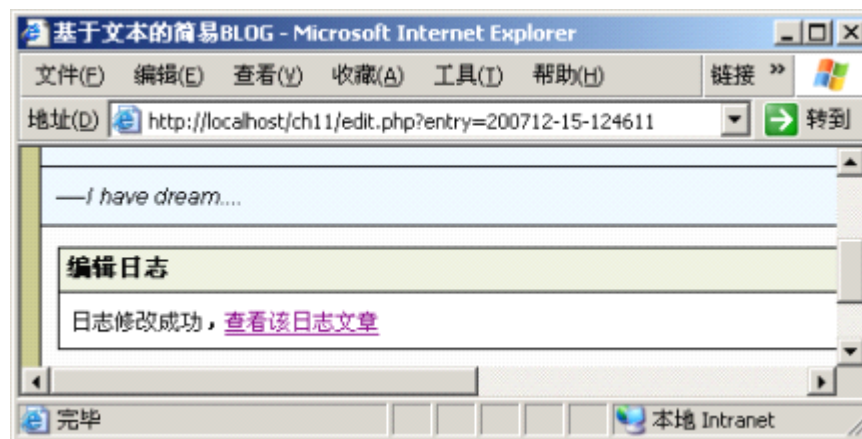 基于文本的简易BLOG - Microsoft Internet Explorer
文件(F) 编辑(E) 查看(V) 收藏(A) 工具(T) 帮助(H) 链接 »
地址(D) http://localhost/ch11/edit.php?entry=200712-15-124611 转到
——I have dream....
编辑日志
日志修改成功，查看该日志文章
完毕 本地 Intranet